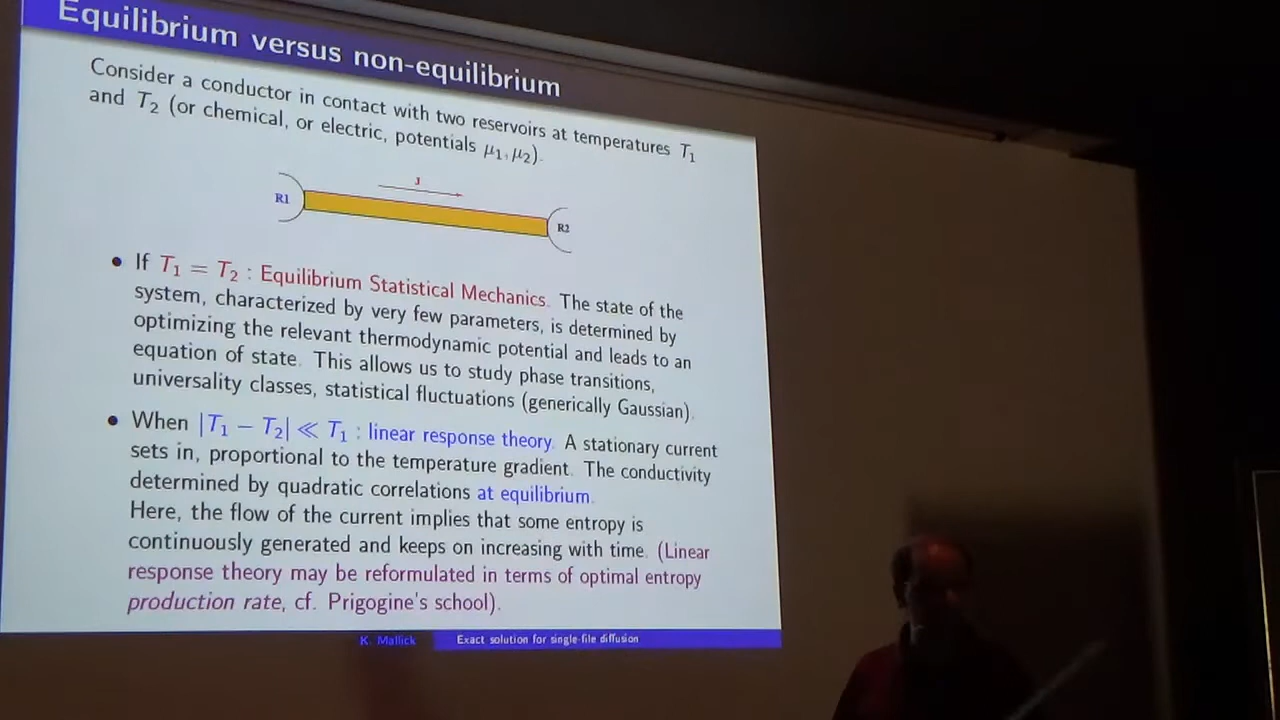 Equilibrium versus non-equilibrium
Consider a conductor in contact with two reservoirs at temperatures T₁
and T₂ (or chemical, or electric, potentials μ₁, μ₂).
J
R1
R2
• If T₁ = T₂ : Equilibrium Statistical Mechanics. The state of the
system, characterized by very few parameters, is determined by
optimizing the relevant thermodynamic potential and leads to an
equation of state. This allows us to study phase transitions,
universality classes, statistical fluctuations (generically Gaussian).
• When |T₁ − T₂| ≪ T₁ : linear response theory. A stationary current
sets in, proportional to the temperature gradient. The conductivity
determined by quadratic correlations at equilibrium.
Here, the flow of the current implies that some entropy is
continuously generated and keeps on increasing with time. (Linear
response theory may be reformulated in terms of optimal entropy
production rate, cf. Prigogine's school).
K. Mallick
Exact solution for single-file diffusion